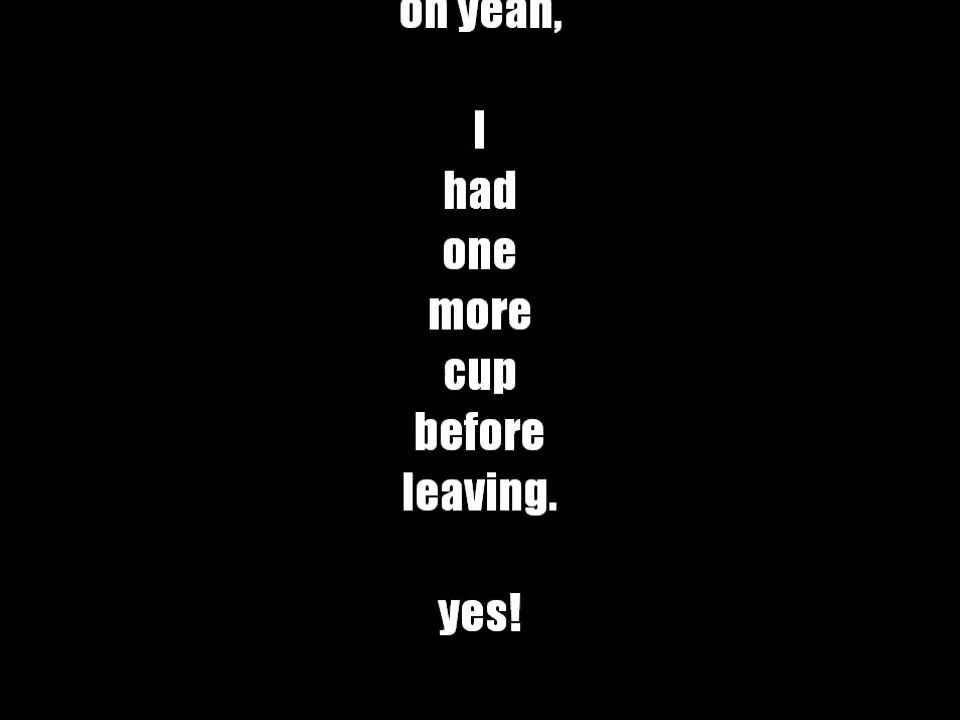 oh yeah,
I
had
one
more
cup
before
leaving.
yes!